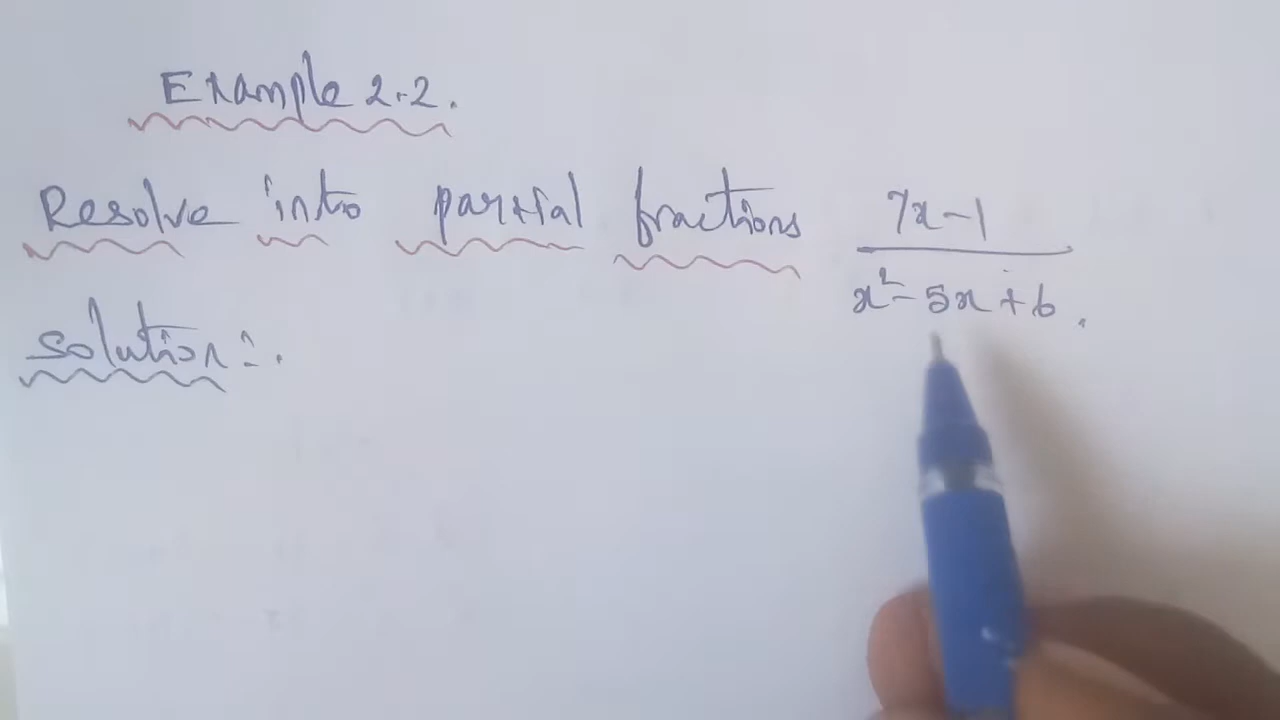 Example 2.2.
Resolve into partial fractions 7x-1 / x²-5x+6.
Solution:-.